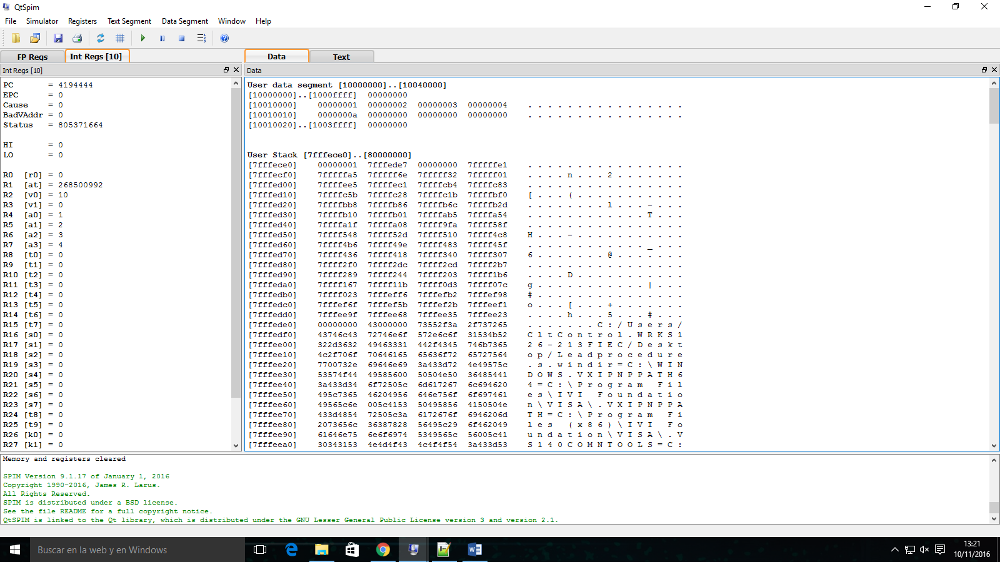 QtSpim
File Simulator Registers Text Segment Data Segment Window Help
FP Regs Int Regs [10] Data Text
Int Regs [10]
PC = 4194444
EPC = 0
Cause = 0
BadVAddr = 0
Status = 805371664
HI = 0
LO = 0
R0 [r0] = 0
R1 [at] = 268500992
R2 [v0] = 10
R3 [v1] = 0
R4 [a0] = 1
R5 [a1] = 2
R6 [a2] = 3
R7 [a3] = 4
R8 [t0] = 0
R9 [t1] = 0
R10 [t2] = 0
R11 [t3] = 0
R12 [t4] = 0
R13 [t5] = 0
R14 [t6] = 0
R15 [t7] = 0
R16 [s0] = 0
R17 [s1] = 0
R18 [s2] = 0
R19 [s3] = 0
R20 [s4] = 0
R21 [s5] = 0
R22 [s6] = 0
R23 [s7] = 0
R24 [t8] = 0
R25 [t9] = 0
R26 [k0] = 0
R27 [k1] = 0
Data
User data segment [10000000]..[10040000]
[10000000]..[1000ffff] 00000000
[10010000] 00000001 00000002 00000003 00000004 . . . . . . . . . . . . . . . .
[10010010] 0000000a 00000000 00000000 00000000 . . . . . . . . . . . . . . . .
[10010020]..[1003ffff] 00000000
User Stack [7fffece0]..[80000000]
[7fffece0] 00000001 7fffede7 00000000 7fffffe1 . . . . . . . . . . . . . . . .
[7fffecf0] 7fffffa5 7fffff6e 7fffff32 7fffff01 . . . . n . . . 2 . . . . . . .
[7fffed00] 7ffffee5 7ffffec1 7ffffcb4 7ffffc83 . . . . . . . . . . . . . . . .
[7fffed10] 7ffffc5b 7ffffc28 7ffffc1b 7ffffbf0 [ . . . ( . . . . . . . . . . .
[7fffed20] 7ffffbb8 7ffffb86 7ffffb6c 7ffffb2d . . . . . . . . l . . . - . . .
[7fffed30] 7ffffb10 7ffffb01 7ffffab5 7ffffa54 . . . . . . . . . . . . T . . .
[7fffed40] 7ffffa1f 7ffffa08 7ffff9fa 7ffff58f . . . . . . . . . . . . . . . .
[7fffed50] 7ffff548 7ffff52d 7ffff510 7ffff4c8 H . . . - . . . . . . . . . . .
[7fffed60] 7ffff4b6 7ffff49e 7ffff483 7ffff45f . . . . . . . . . . . . _ . . .
[7fffed70] 7ffff436 7ffff418 7ffff340 7ffff307 6 . . . . . . . @ . . . . . . .
[7fffed80] 7ffff2f0 7ffff2dc 7ffff2cd 7ffff2b7 . . . . . . . . . . . . . . . .
[7fffed90] 7ffff289 7ffff244 7ffff203 7ffff1b6 . . . . D . . . . . . . . . . .
[7fffeda0] 7ffff167 7ffff11b 7ffff0d3 7ffff07c g . . . . . . . . . . . | . . .
[7fffedb0] 7ffff023 7fffeff6 7fffefb2 7fffef98 # . . . . . . . . . . . . . . .
[7fffedc0] 7fffef6f 7fffef5b 7fffef2b 7fffeef1 o . . . [ . . . + . . . . . . .
[7fffedd0] 7fffee9f 7fffee68 7fffee35 7fffee23 . . . . h . . . 5 . . . # . . .
[7fffede0] 00000000 43000000 73552f3a 2f737265 . . . . . . . C : / U s e r s /
[7fffedf0] 43746c43 72746e6f 572e6c6f 31534b52 C l t C o n t r o l . W R K S 1
[7fffee00] 322d3632 49463331 442f4345 746b7365 2 6 - 2 1 3 F I E C / D e s k t
[7fffee10] 4c2f706f 70646165 65636f72 65727564 o p / L e a d p r o c e d u r e
[7fffee20] 7700732e 69646e69 3a433d72 4e49575c . s . w i n d i r = C : \ W I N
[7fffee30] 53574f44 49585600 50504e50 36485441 D O W S . V X I P N P P A T H 6
[7fffee40] 3a433d34 6f72505c 6d617267 6c694620 4 = C : \ P r o g r a m F i l
[7fffee50] 495c7365 46204956 646e756f 6f697461 e s \ I V I F o u n d a t i o
[7fffee60] 49565c6e 005c4153 50495856 4150504e n \ V I S A \ . V X I P N P P A
[7fffee70] 433d4854 72505c3a 6172676f 6946206d T H = C : \ P r o g r a m F i
[7fffee80] 2073656c 36387828 56495c29 6f462049 l e s ( x 8 6 ) \ I V I F o
[7fffee90] 61646e75 6e6f6974 5349565c 56005c41 u n d a t i o n \ V I S A \ . V
[7fffeea0] 30343153 4e4d4f43 4c4f4f54 3a433d53 S 1 4 0 C O M N T O O L S = C :
Memory and registers cleared
SPIM Version 9.1.17 of January 1, 2016
Copyright 1990-2016, James R. Larus.
All Rights Reserved.
SPIM is distributed under a BSD license.
See the file README for a full copyright notice.
QtSPIM is linked to the Qt library, which is distributed under the GNU Lesser General Public License version 3 and version 2.1.
Buscar en la web y en Windows
13:21
10/11/2016